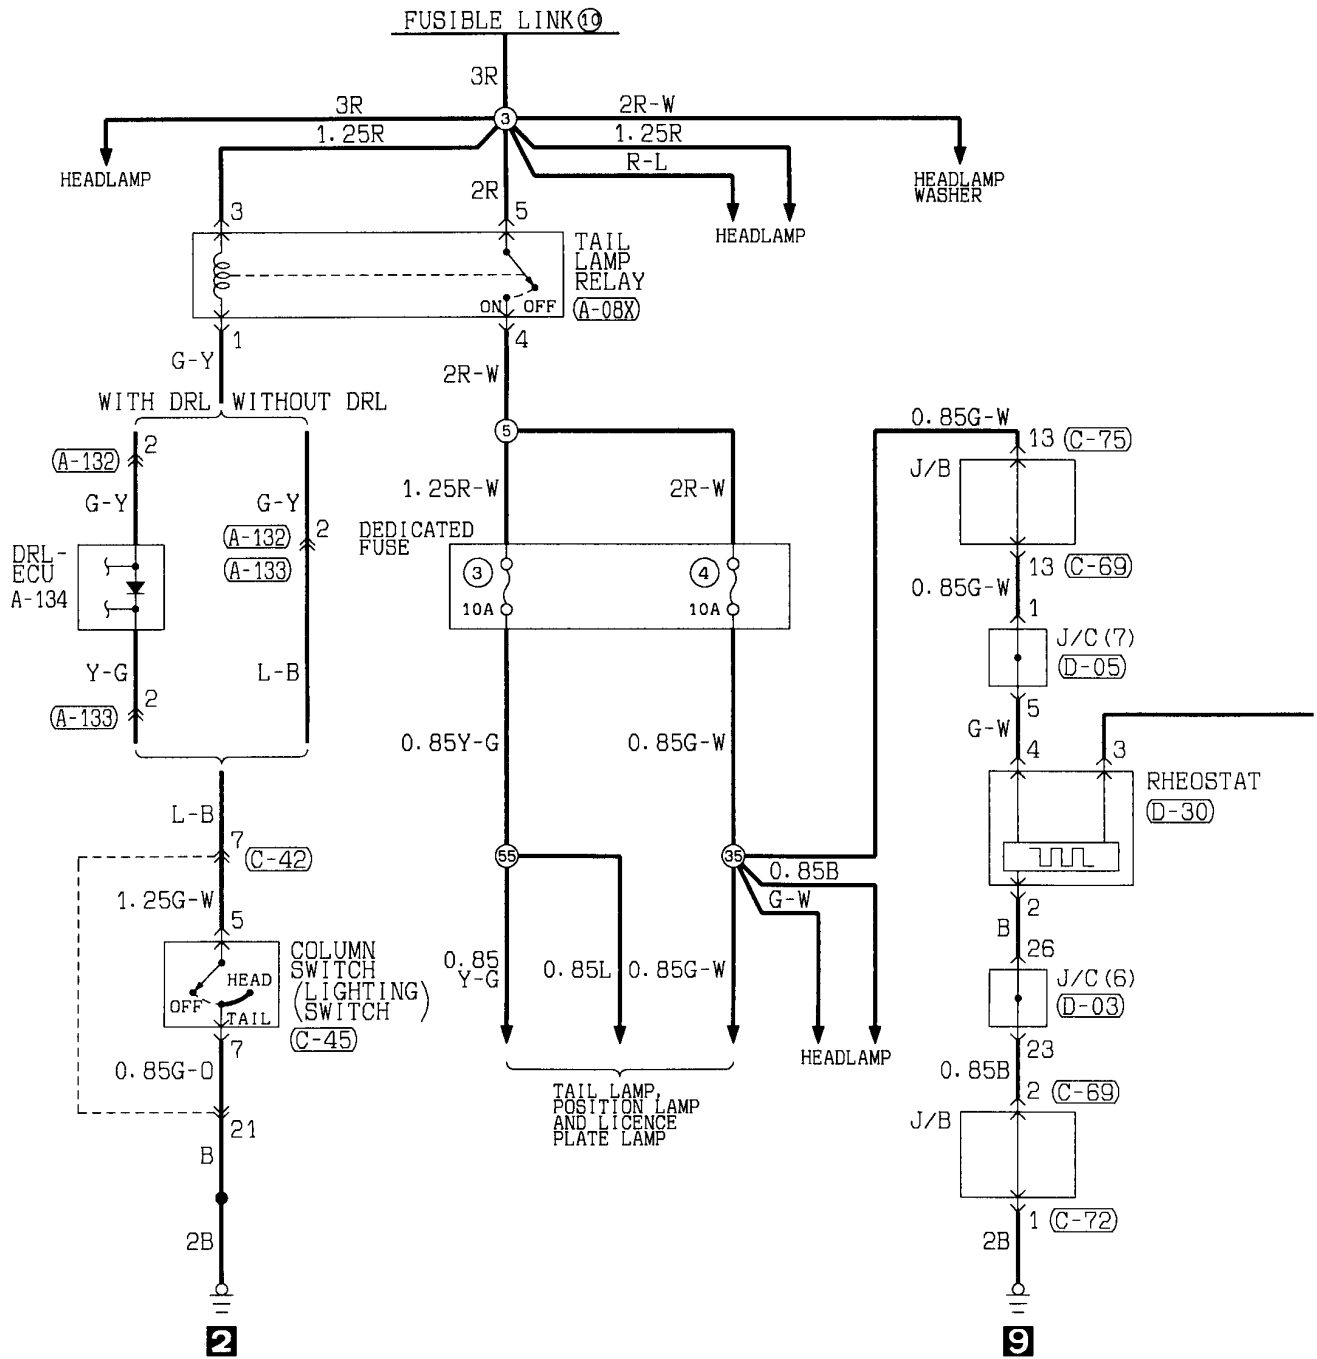 FUSIBLE LINK⑩
3R
3R
2R-W
3
1.25R
1.25R
R-L
HEADLAMP
HEADLAMP
WASHER
2R
3
5
HEADLAMP
TAIL
LAMP
RELAY
ON
OFF
(A-08X)
1
4
G-Y
2R-W
WITH DRL
WITHOUT DRL
5
0.85G-W
13 (C-75)
2
(A-132)
J/B
G-Y
G-Y
1.25R-W
2R-W
2
(A-132)
(A-133)
DEDICATED
FUSE
DRL-
ECU
A-134
3
4
10A
10A
13 (C-69)
0.85G-W
1
J/C(7)
(D-05)
Y-G
L-B
2
(A-133)
5
G-W
0.85Y-G
0.85G-W
4
3
RHEOSTAT
(D-30)
L-B
7
(C-42)
55
35
0.85B
G-W
1.25G-W
5
2
B
26
COLUMN
SWITCH
(LIGHTING)
SWITCH
(C-45)
HEAD
OFF
TAIL
0.85
Y-G
0.85L
0.85G-W
J/C(6)
(D-03)
7
23
HEADLAMP
0.85G-O
0.85B
2 (C-69)
TAIL LAMP,
POSITION LAMP
AND LICENCE
PLATE LAMP
J/B
21
B
2B
1 (C-72)
2B
2
9